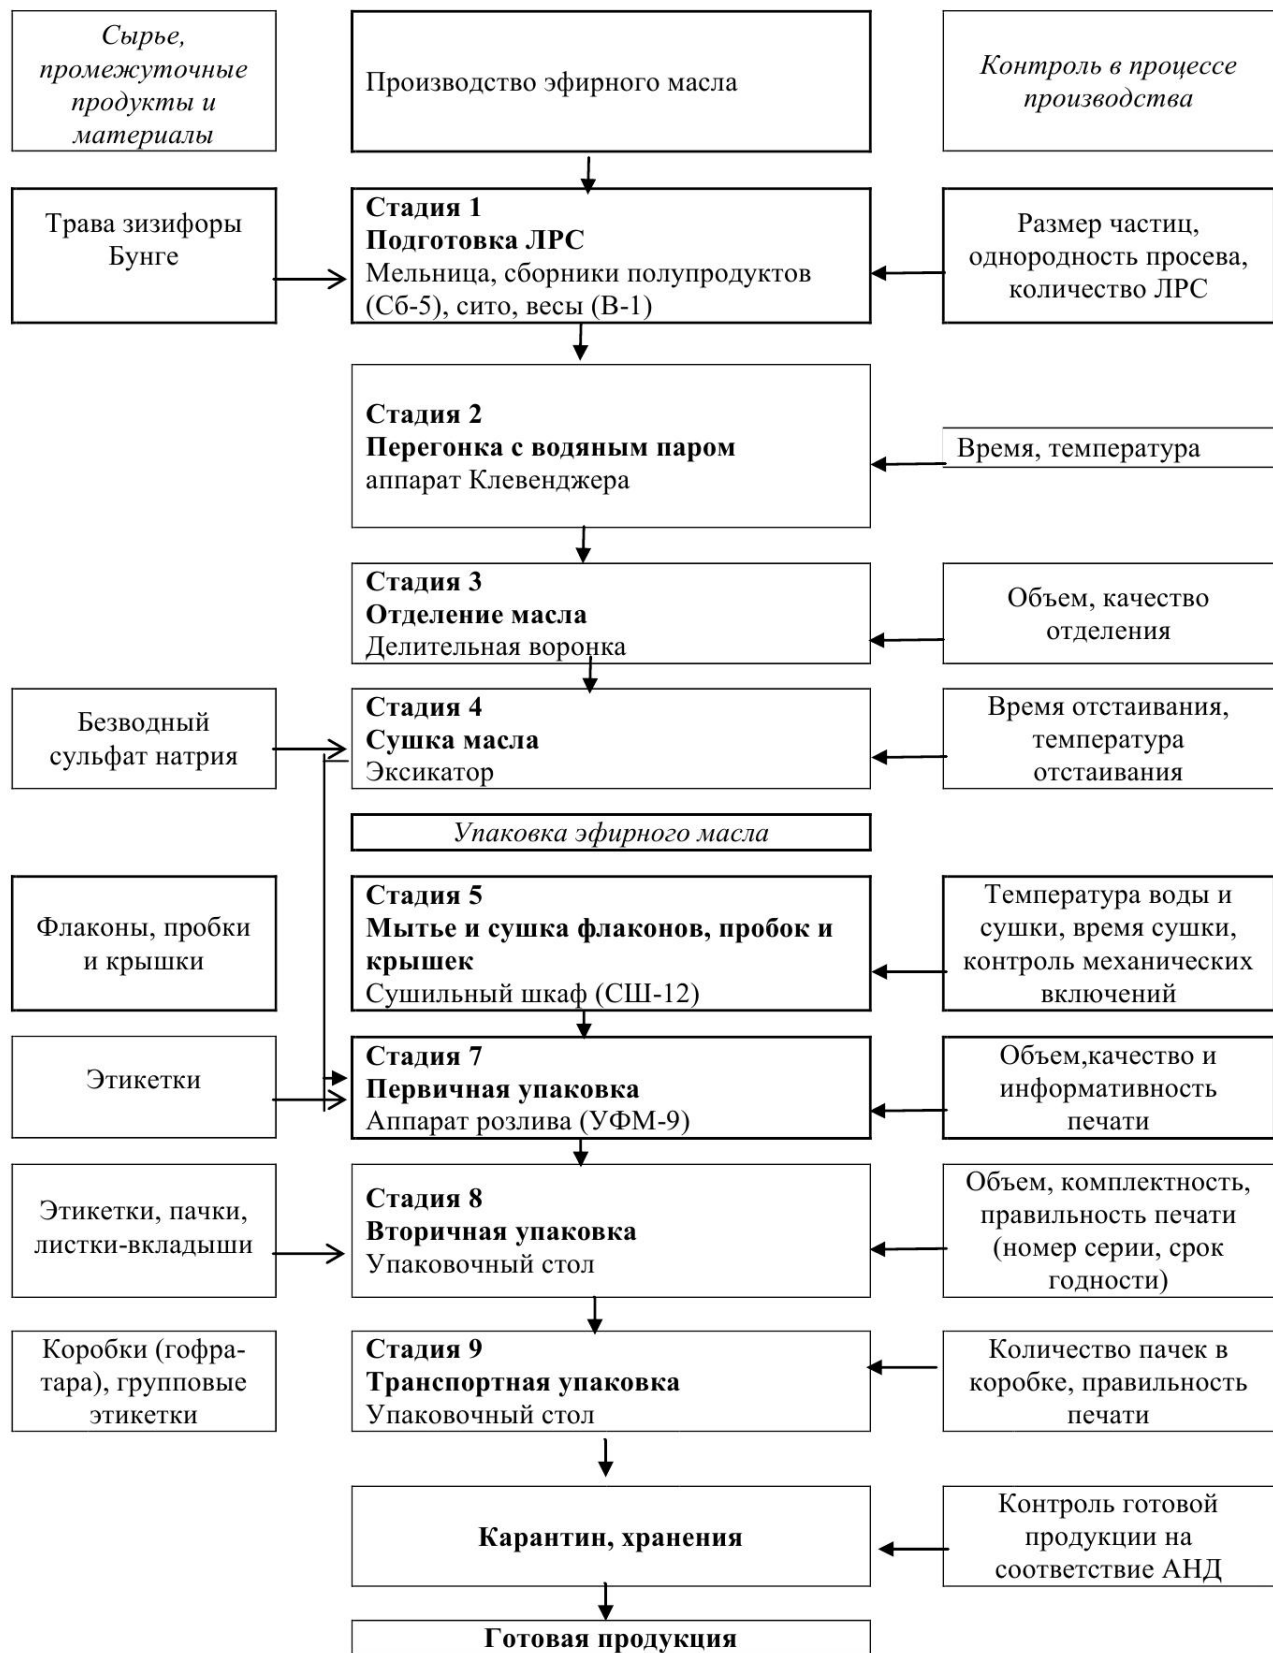 Сырье,
промежуточные
продукты и
материалы
Производство эфирного масла
Контроль в процессе
производства
Трава зизифоры
Бунге
Стадия 1
Подготовка ЛРС
Мельница, сборники полупродуктов
(Сб-5), сито, весы (В-1)
Размер частиц,
однородность просева,
количество ЛРС
Стадия 2
Перегонка с водяным паром
аппарат Клевенджера
Время, температура
Стадия 3
Отделение масла
Делительная воронка
Объем, качество
отделения
Безводный
сульфат натрия
Стадия 4
Сушка масла
Эксикатор
Время отстаивания,
температура
отстаивания
Упаковка эфирного масла
Флаконы, пробки
и крышки
Стадия 5
Мытье и сушка флаконов, пробок и
крышек
Сушильный шкаф (СШ-12)
Температура воды и
сушки, время сушки,
контроль механических
включений
Этикетки
Стадия 7
Первичная упаковка
Аппарат розлива (УФМ-9)
Объем,качество и
информативность
печати
Этикетки, пачки,
листки-вкладыши
Стадия 8
Вторичная упаковка
Упаковочный стол
Объем, комплектность,
правильность печати
(номер серии, срок
годности)
Коробки (гофра-
тара), групповые
этикетки
Стадия 9
Транспортная упаковка
Упаковочный стол
Количество пачек в
коробке, правильность
печати
Карантин, хранения
Контроль готовой
продукции на
соответствие АНД
Готовая продукция